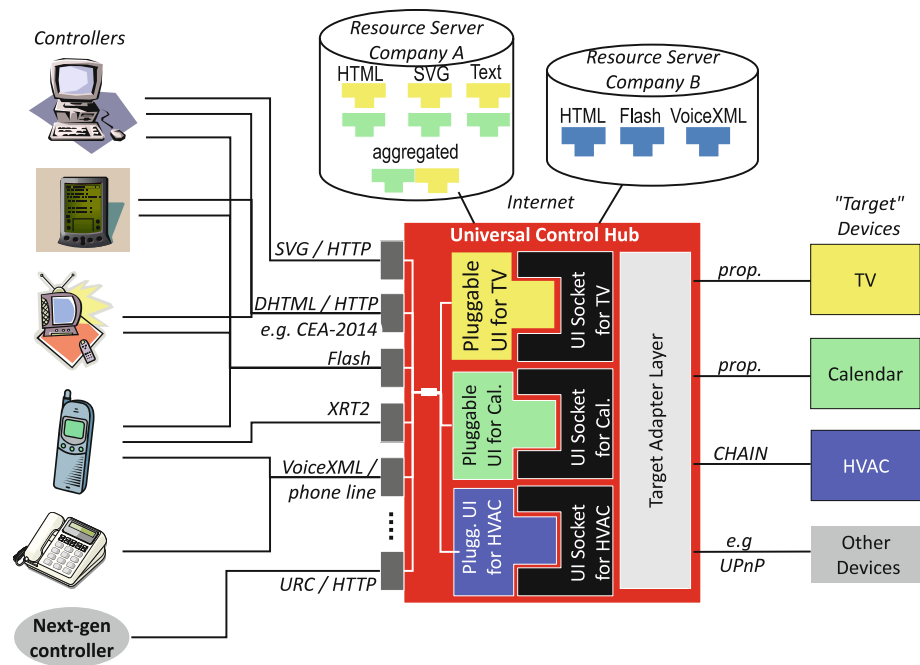 Controllers
Resource Server
Company A
HTML SVG Text
aggregated
Resource Server
Company B
HTML Flash VoiceXML
Internet
"Target"
Devices
Universal Control Hub
SVG / HTTP
DHTML / HTTP
e.g. CEA-2014
Flash
XRT2
VoiceXML /
phone line
URC / HTTP
Next-gen
controller
Pluggable
UI for TV
UI Socket
for TV
Pluggable
UI for Cal.
UI Socket
for Cal.
Plugg. UI
for HVAC
UI Socket
for HVAC
Target Adapter Layer
prop.
TV
prop.
Calendar
CHAIN
HVAC
e.g
UPnP
Other
Devices